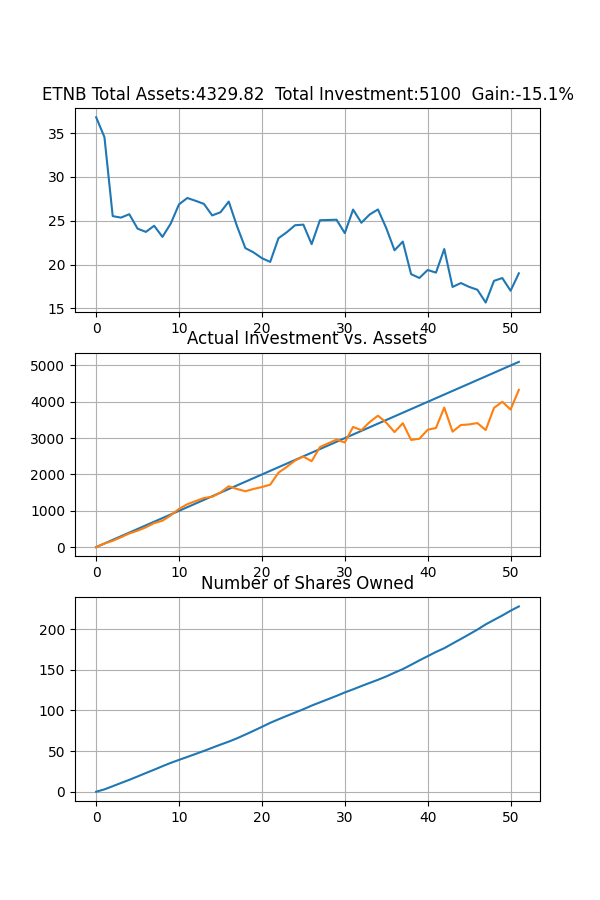 ETNB Total Assets:4329.82  Total Investment:5100  Gain:-15.1%
35
30
25
20
15
0 10 20 30 40 50
Actual Investment vs. Assets
5000
4000
3000
2000
1000
0
0 10 20 30 40 50
Number of Shares Owned
200
150
100
50
0
0 10 20 30 40 50